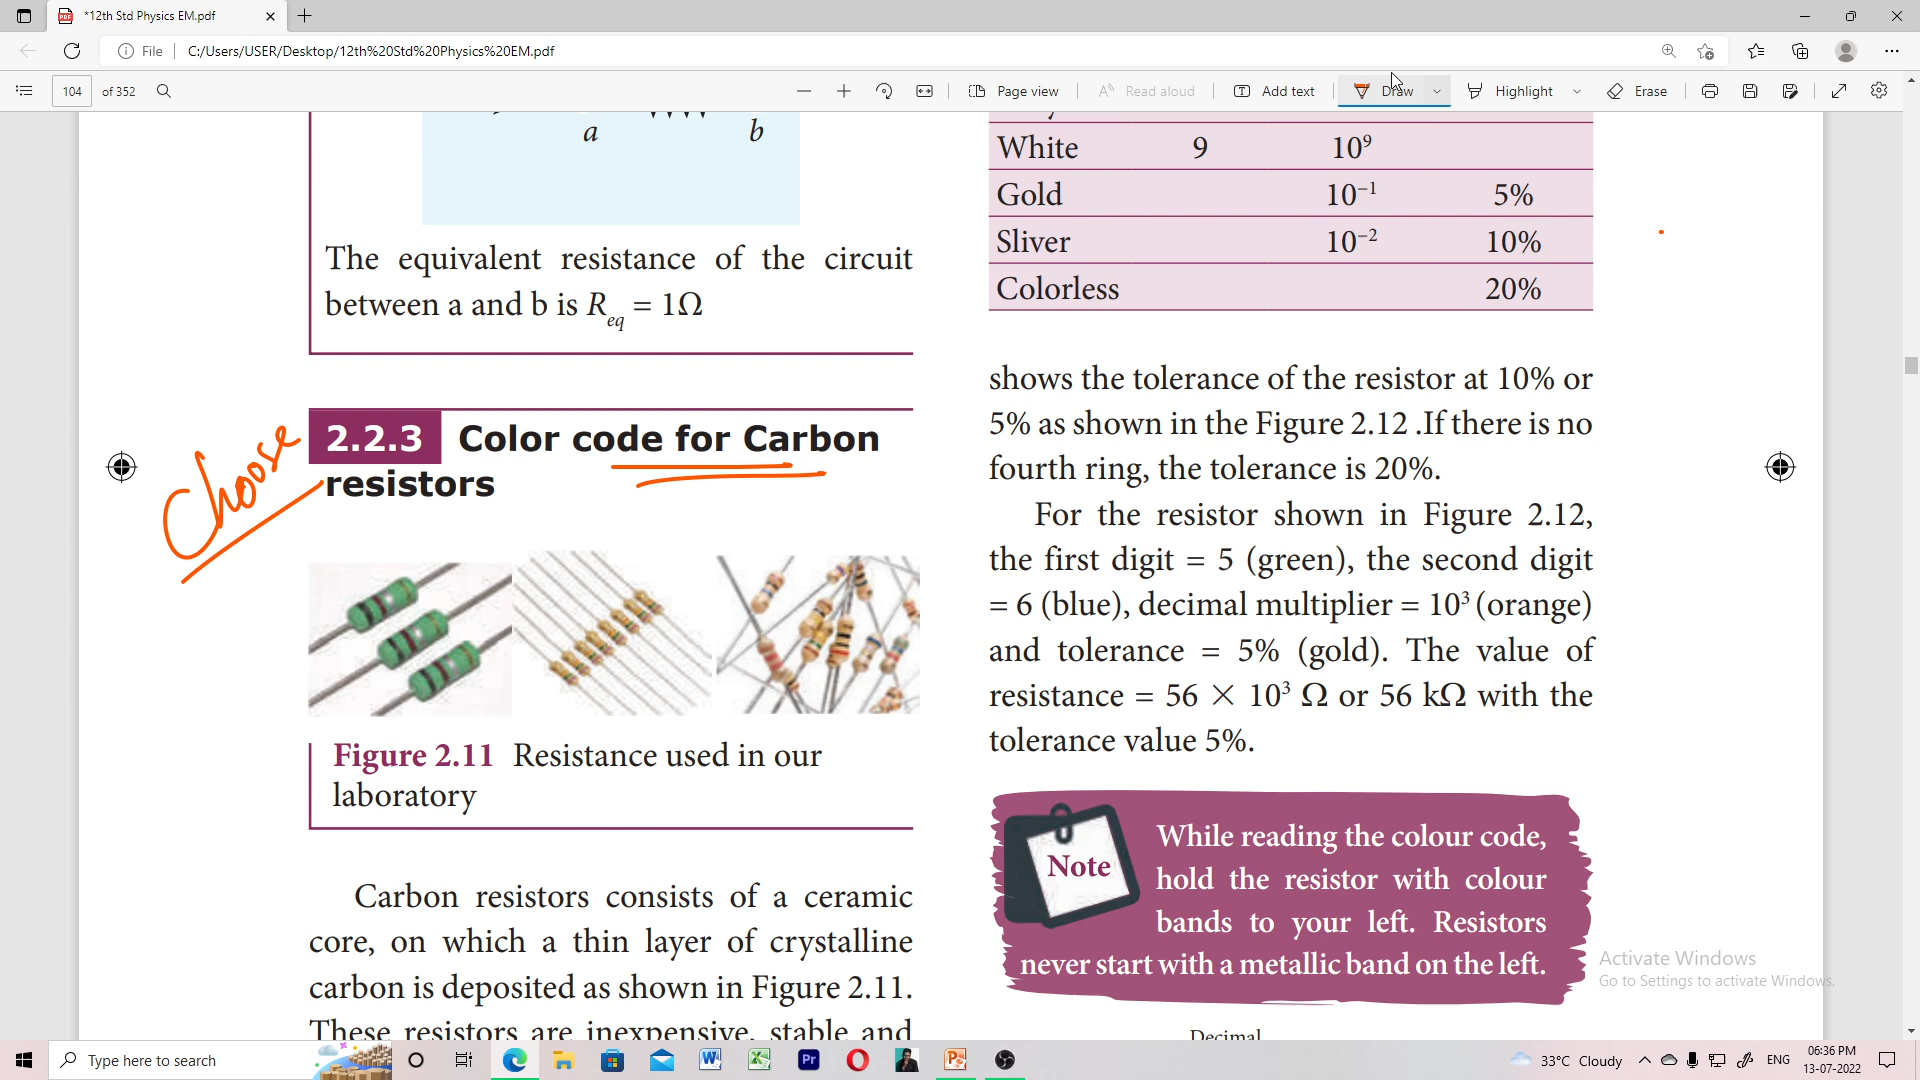 *12th Std Physics EM.pdf
File
C:/Users/USER/Desktop/12th%20Std%20Physics%20EM.pdf
104 of 352
Page view
Read aloud
Add text
Draw
Highlight
Erase
a b
The equivalent resistance of the circuit
between a and b is Req = 1Ω
Choose
2.2.3 Color code for Carbon
resistors
Figure 2.11 Resistance used in our
laboratory
Carbon resistors consists of a ceramic
core, on which a thin layer of crystalline
carbon is deposited as shown in Figure 2.11.
These resistors are inexpensive, stable and
White 9 10⁹
Gold 10⁻¹ 5%
Sliver 10⁻² 10%
Colorless 20%
shows the tolerance of the resistor at 10% or
5% as shown in the Figure 2.12 .If there is no
fourth ring, the tolerance is 20%.
For the resistor shown in Figure 2.12,
the first digit = 5 (green), the second digit
= 6 (blue), decimal multiplier = 10³ (orange)
and tolerance = 5% (gold). The value of
resistance = 56 × 10³ Ω or 56 kΩ with the
tolerance value 5%.
Note
While reading the colour code,
hold the resistor with colour
bands to your left. Resistors
never start with a metallic band on the left.
Decimal
Activate Windows
Go to Settings to activate Windows.
Type here to search
33°C Cloudy
ENG
06:36 PM
13-07-2022